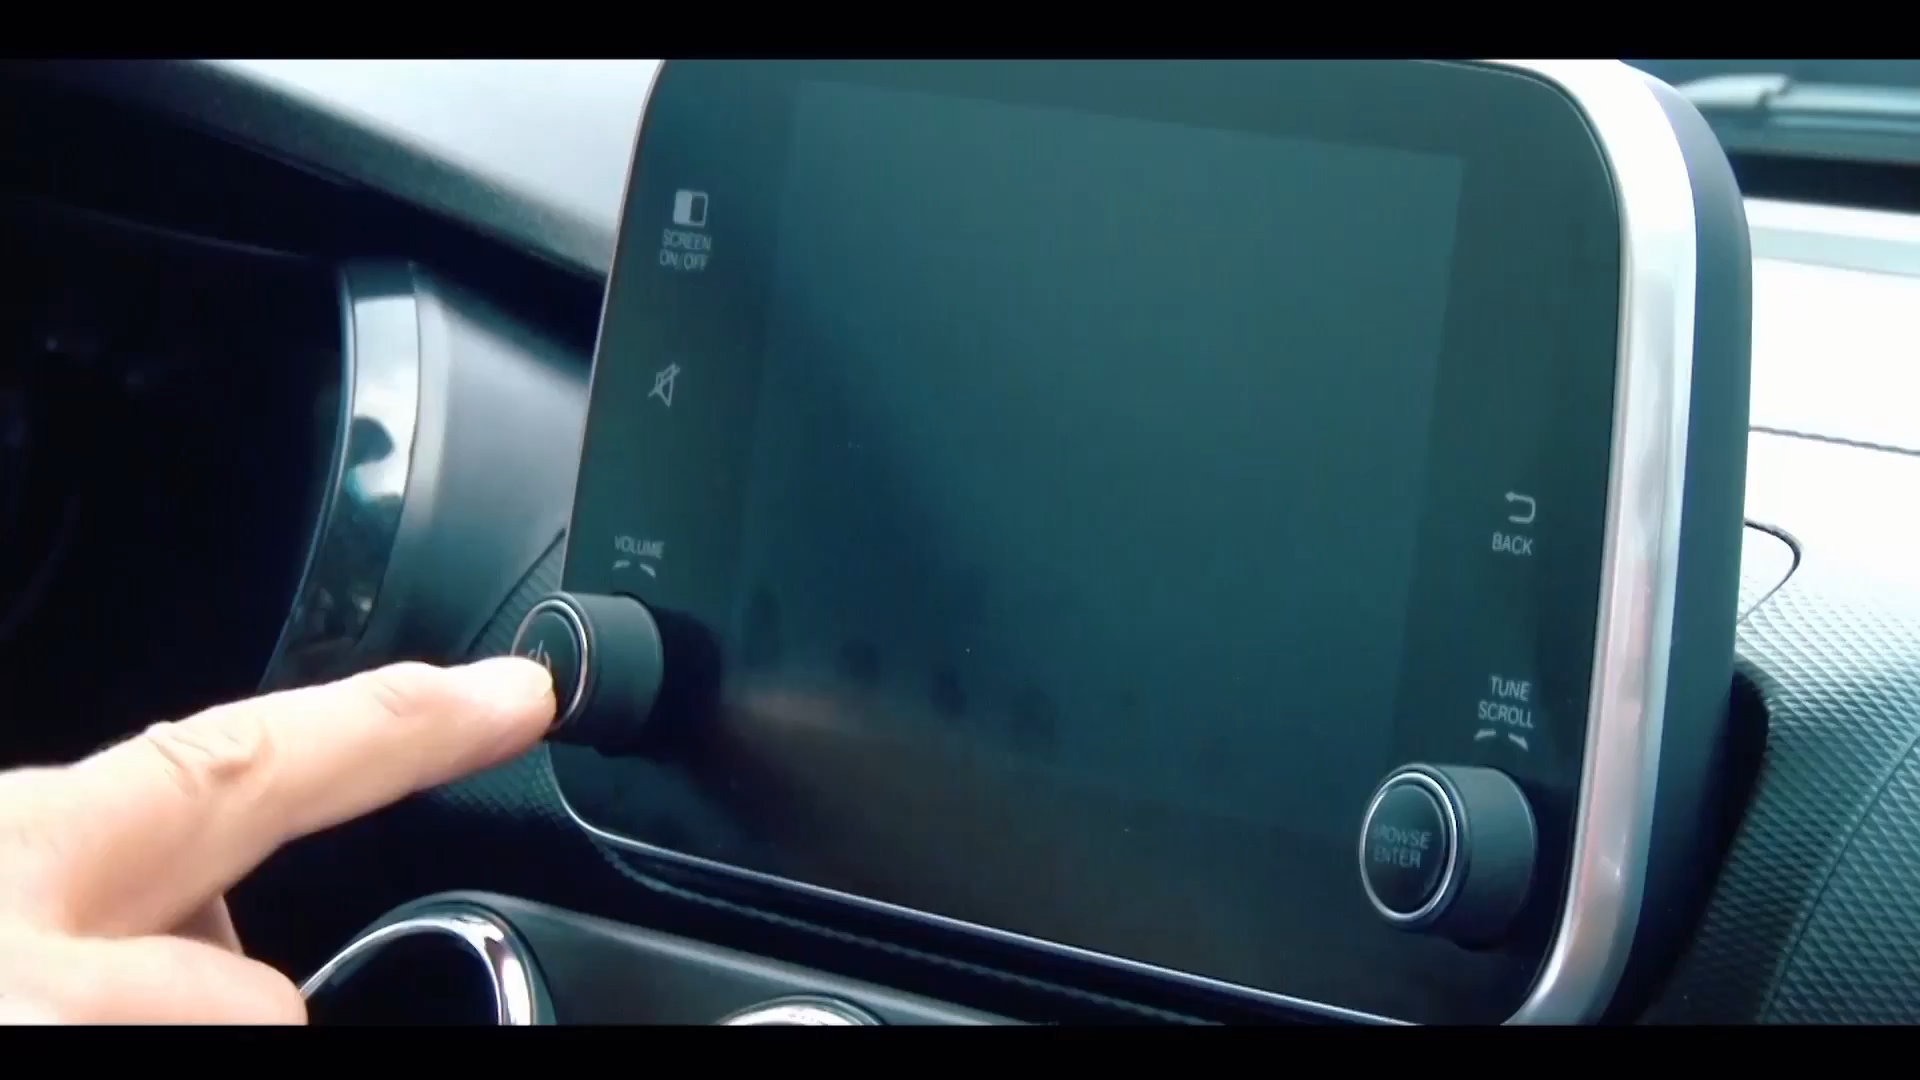 SCREEN
ON/OFF
VOLUME
BACK
TUNE
SCROLL
BROWSE
ENTER